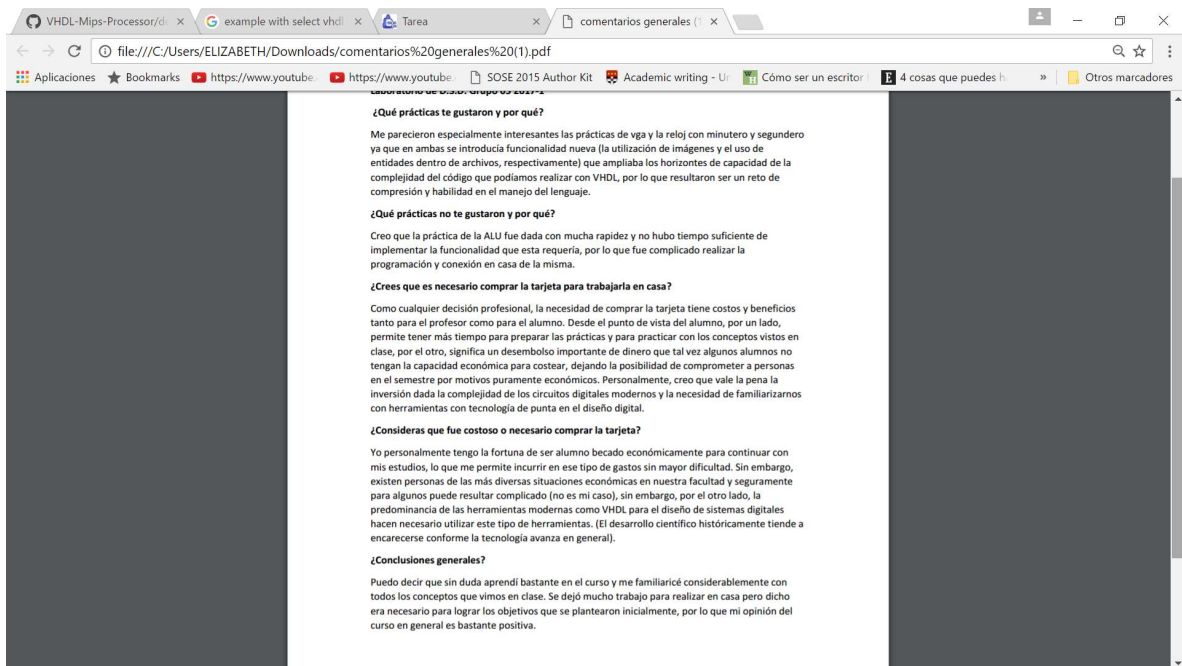 VHDL-Mips-Processor/de
example with select vhdl
Tarea
comentarios generales (1
file:///C:/Users/ELIZABETH/Downloads/comentarios%20generales%20(1).pdf
Aplicaciones
Bookmarks
https://www.youtube.
https://www.youtube.
SOSE 2015 Author Kit
Academic writing - Un
Cómo ser un escritor
4 cosas que puedes h
»
Otros marcadores
Laboratorio de D.S.D. Grupo 05 2017-1
¿Qué prácticas te gustaron y por qué?
Me parecieron especialmente interesantes las prácticas de vga y la reloj con minutero y segundero
ya que en ambas se introducía funcionalidad nueva (la utilización de imágenes y el uso de
entidades dentro de archivos, respectivamente) que ampliaba los horizontes de capacidad de la
complejidad del código que podíamos realizar con VHDL, por lo que resultaron ser un reto de
compresión y habilidad en el manejo del lenguaje.
¿Qué prácticas no te gustaron y por qué?
Creo que la práctica de la ALU fue dada con mucha rapidez y no hubo tiempo suficiente de
implementar la funcionalidad que esta requería, por lo que fue complicado realizar la
programación y conexión en casa de la misma.
¿Crees que es necesario comprar la tarjeta para trabajarla en casa?
Como cualquier decisión profesional, la necesidad de comprar la tarjeta tiene costos y beneficios
tanto para el profesor como para el alumno. Desde el punto de vista del alumno, por un lado,
permite tener más tiempo para preparar las prácticas y para practicar con los conceptos vistos en
clase, por el otro, significa un desembolso importante de dinero que tal vez algunos alumnos no
tengan la capacidad económica para costear, dejando la posibilidad de comprometer a personas
en el semestre por motivos puramente económicos. Personalmente, creo que vale la pena la
inversión dada la complejidad de los circuitos digitales modernos y la necesidad de familiarizarnos
con herramientas con tecnología de punta en el diseño digital.
¿Consideras que fue costoso o necesario comprar la tarjeta?
Yo personalmente tengo la fortuna de ser alumno becado económicamente para continuar con
mis estudios, lo que me permite incurrir en ese tipo de gastos sin mayor dificultad. Sin embargo,
existen personas de las más diversas situaciones económicas en nuestra facultad y seguramente
para algunos puede resultar complicado (no es mi caso), sin embargo, por el otro lado, la
predominancia de las herramientas modernas como VHDL para el diseño de sistemas digitales
hacen necesario utilizar este tipo de herramientas. (El desarrollo científico históricamente tiende a
encarecerse conforme la tecnología avanza en general).
¿Conclusiones generales?
Puedo decir que sin duda aprendí bastante en el curso y me familiaricé considerablemente con
todos los conceptos que vimos en clase. Se dejó mucho trabajo para realizar en casa pero dicho
era necesario para lograr los objetivos que se plantearon inicialmente, por lo que mi opinión del
curso en general es bastante positiva.